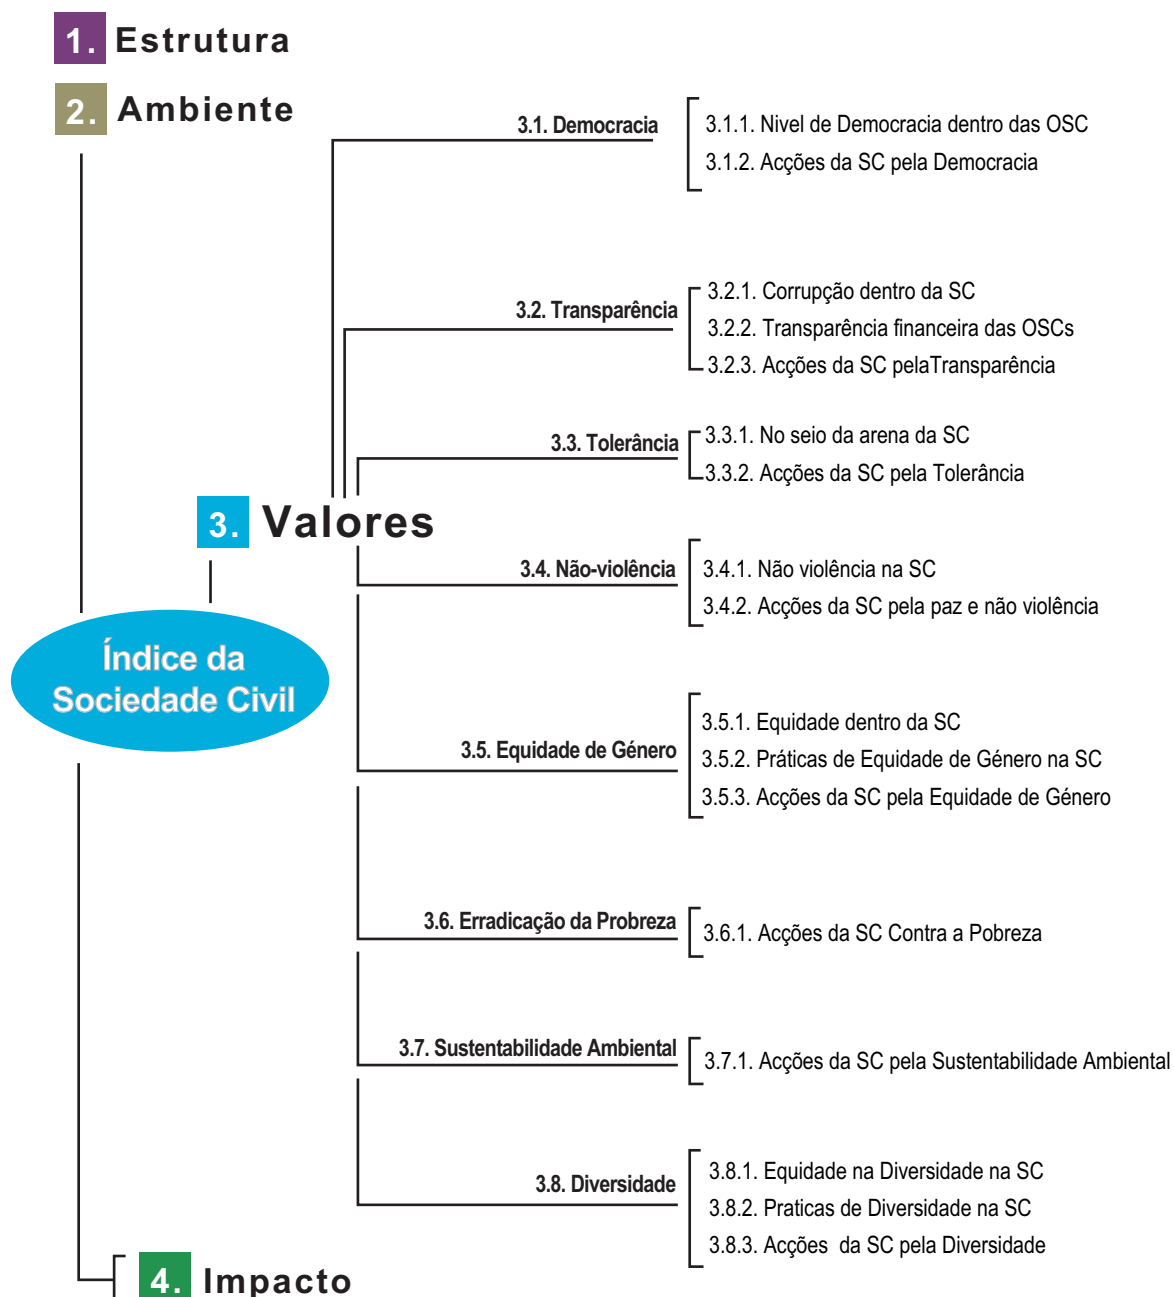 1. Estrutura
2. Ambiente
3.1. Democracia
3.1.1. Nivel de Democracia dentro das OSC
3.1.2. Acções da SC pela Democracia
3.2. Transparência
3.2.1. Corrupção dentro da SC
3.2.2. Transparência financeira das OSCs
3.2.3. Acções da SC pelaTransparência
3.3. Tolerância
3.3.1. No seio da arena da SC
3.3.2. Acções da SC pela Tolerância
3. Valores
3.4. Não-violência
3.4.1. Não violência na SC
3.4.2. Acções da SC pela paz e não violência
Índice da
Sociedade Civil
3.5. Equidade de Género
3.5.1. Equidade dentro da SC
3.5.2. Práticas de Equidade de Género na SC
3.5.3. Acções da SC pela Equidade de Género
3.6. Erradicação da Probreza
3.6.1. Acções da SC Contra a Pobreza
3.7. Sustentabilidade Ambiental
3.7.1. Acções da SC pela Sustentabilidade Ambiental
3.8. Diversidade
3.8.1. Equidade na Diversidade na SC
3.8.2. Praticas de Diversidade na SC
3.8.3. Acções da SC pela Diversidade
4. Impacto